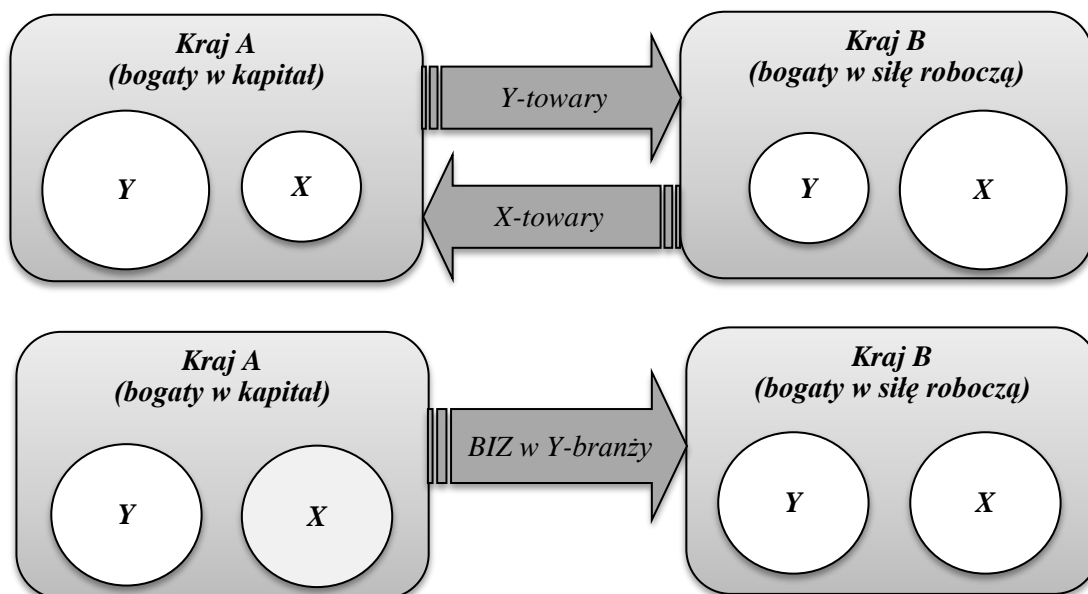 Kraj A
(bogaty w kapitał)
Y
X
Y-towary
X-towary
Kraj B
(bogaty w siłę roboczą)
Y
X
Kraj A
(bogaty w kapitał)
Y
X
BIZ w Y-branży
Kraj B
(bogaty w siłę roboczą)
Y
X